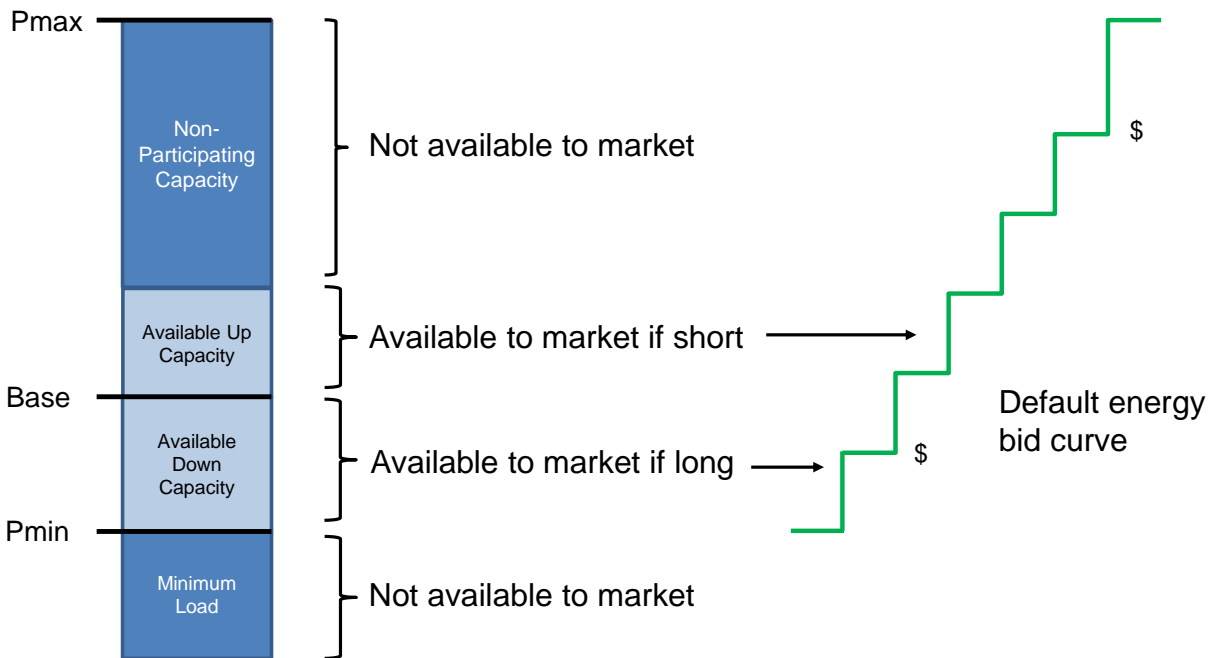 Pmax
Non-
Participating
Capacity
Not available to market
$
Available Up
Capacity
Available to market if short
Base
Default energy
bid curve
Available
Down
Capacity
Available to market if long
$
Pmin
Minimum
Load
Not available to market